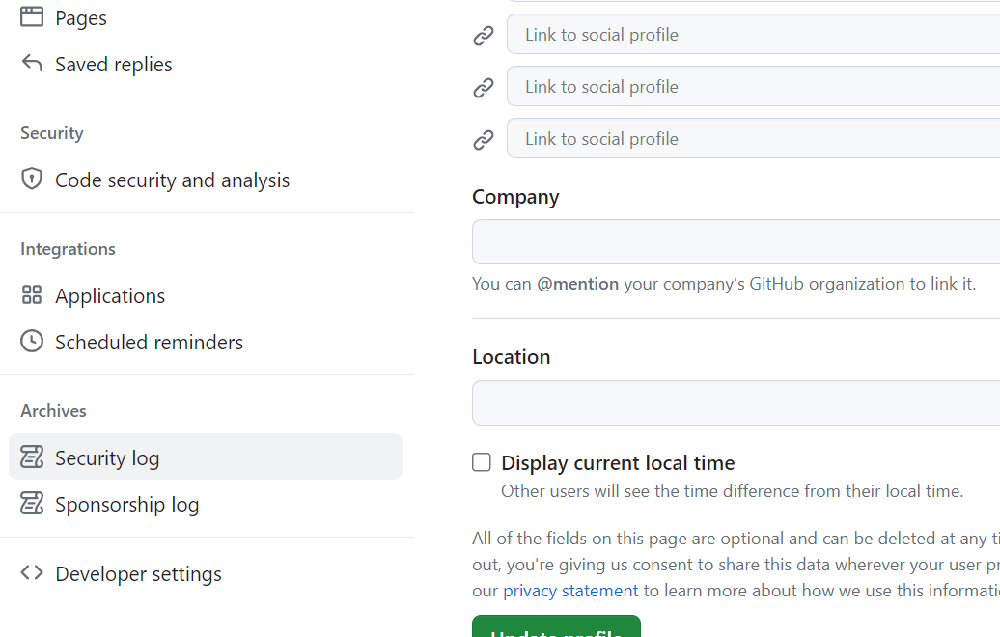 Pages
Saved replies
Security
Code security and analysis
Integrations
Applications
Scheduled reminders
Archives
Security log
Sponsorship log
Developer settings
Link to social profile
Link to social profile
Link to social profile
Company
You can @mention your company’s GitHub organization to link it.
Location
Display current local time
Other users will see the time difference from their local time.
All of the fields on this page are optional and can be deleted at any
out, you're giving us consent to share this data wherever your user
our privacy statement to learn more about how we use this
Update profile